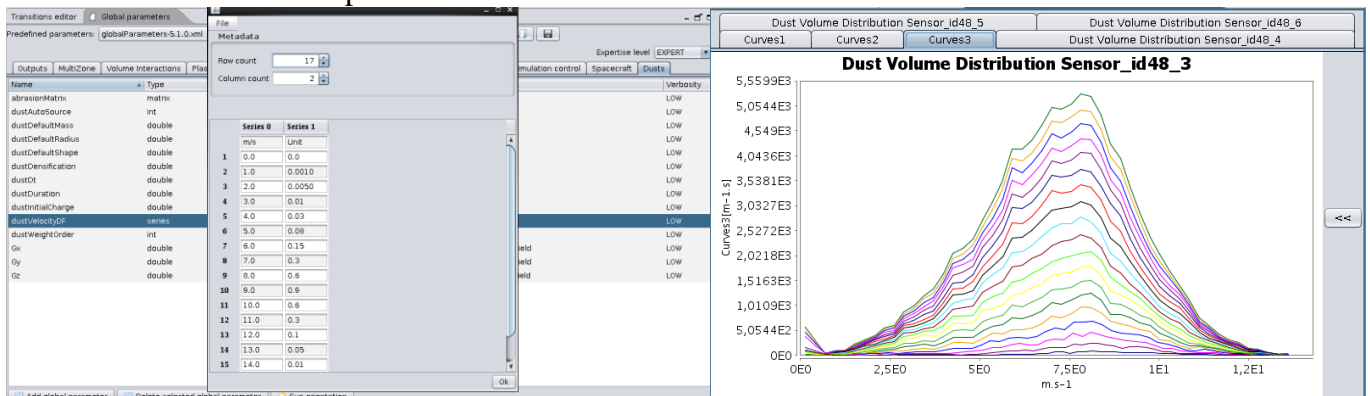 Transitions editor Global parameters
Predefined parameters: globalParameters-5.1.0.xml
Expertise level EXPERT
Outputs MultiZone Volume Interactions Plas
imulation control Spacecraft Dusts
Name Type Verbosity
abrasionMatrix matrix LOW
dustAutoSource int LOW
dustDefaultMass double LOW
dustDefaultRadius double LOW
dustDefaultShape double LOW
dustDensification double LOW
dustDt double LOW
dustDuration double LOW
dustInitialCharge double LOW
dustVelocityDF series LOW
dustWeightOrder int LOW
Gx double ield LOW
Gy double ield LOW
Gz double ield LOW
File
Metadata
Row count 17
Column count 2
Series 0 Series 1
m/s Unit
1 0.0 0.0
2 1.0 0.0010
3 2.0 0.0050
4 3.0 0.01
5 4.0 0.03
6 5.0 0.08
7 6.0 0.15
8 7.0 0.3
9 8.0 0.6
10 9.0 0.9
11 10.0 0.6
12 11.0 0.3
13 12.0 0.1
14 13.0 0.05
15 14.0 0.01
Ok
Dust Volume Distribution Sensor_id48_5 Dust Volume Distribution Sensor_id48_6
Curves1 Curves2 Curves3 Dust Volume Distribution Sensor_id48_4
Dust Volume Distribution Sensor_id48_3
5,5599E3
5,0544E3
4,549E3
4,0436E3
3,5381E3
3,0327E3
2,5272E3
2,0218E3
1,5163E3
1,0109E3
5,0544E2
0E0
Curves3[m-1.s]
0E0 2,5E0 5E0 7,5E0 1E1 1,2E1
m.s-1
<<